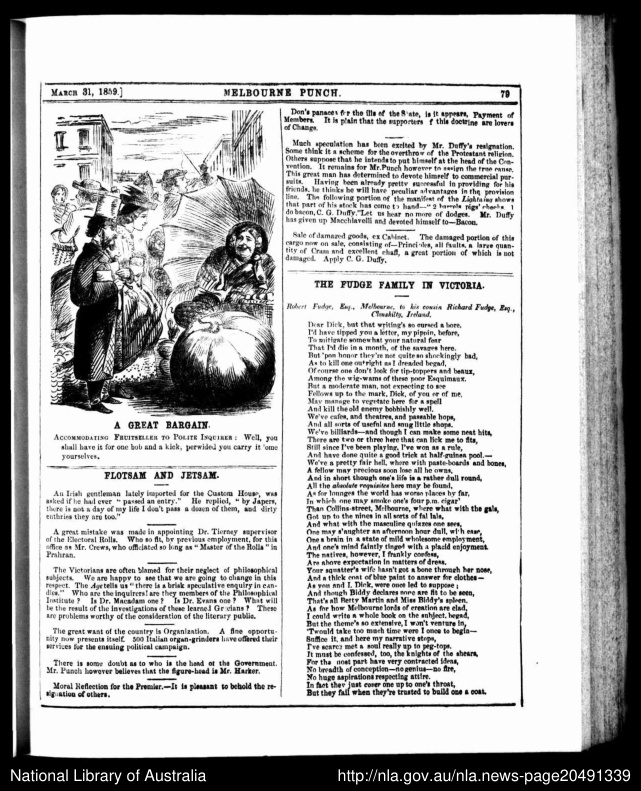 MARCH 31, 1859.]
MELBOURNE PUNCH.
79
A GREAT BARGAIN.
ACCOMMODATING FRUITSELLER TO POLITE INQUIRER : Well, you
shall have it for one bob and a kick, perwided you carry it 'ome
yourselves.
FLOTSAM AND JETSAM.
An Irish gentleman lately imported for the Custom House, was
asked if he had ever " passed an entry." He replied, " by Japers,
there is not a day of my life I don't pass a dozen of them, and dirty
enthries they are too."
A great mistake was made in appointing Dr. Tierney supervisor
of the Electoral Rolls. Who so fit, by previous employment, for this
office as Mr. Crews, who officiated so long as " Master of the Rolls " in
Prahran.
The Victorians are often blamed for their neglect of philosophical
subjects. We are happy to see that we are going to change in this
respect. The Age tells us " there is a brisk speculative enquiry in can-
dles." Who are the inquirers! are they members of the Philosophical
Institute ? Is Dr. Macadam one ? Is Dr. Evans one ? What will
be the result of the investigations of these learned Grecians ? These
are problems worthy of the consideration of the literary public.
The great want of the country is Organization. A fine opportu-
nity now presents itself. 500 Italian organ-grinders have offered their
services for the ensuing political campaign.
There is some doubt as to who is the head of the Government.
Mr. Punch however believes that the figure-head is Mr. Harker.
Moral Reflection for the Premier.—It is pleasant to behold the re-
signation of others.
Don's panacea for the ills of the State, is it appears, Payment of
Members. It is plain that the supporters of this doctrine are lovers
of Change.
Much speculation has been excited by Mr. Duffy's resignation.
Some think it a scheme for the overthrow of the Protestant religion.
Others suppose that he intends to put himself at the head of the Con-
vention. It remains for Mr. Punch however to assign the true cause.
This great man has determined to devote himself to commercial pur-
suits. Having been already pretty successful in providing for his
friends, he thinks he will have peculiar advantages in the provision
line. The following portion of the manifest of the Lightning shows
that part of his stock has come to hand—" 2 barrels pigs' cheeks, 1
do bacon, C. G. Duffy." Let us hear no more of dodges. Mr. Duffy
has given up Macchiavelli and devoted himself to—Bacon.
Sale of damaged goods, ex Cabinet. The damaged portion of this
cargo now on sale, consisting of—Principles, all faults, a large quan-
tity of Cram and excellent chaff, a great portion of which is not
damaged. Apply C. G. Duffy.
THE FUDGE FAMILY IN VICTORIA.
Robert Fudge, Esq., Melbourne, to his cousin Richard Fudge, Esq.,
Clonakilty, Ireland.
Dear Dick, but that writing's so cursed a bore,
I'd have tipped you a letter, my pippin, before,
To mitigate somewhat your natural fear
That I'd die in a month, of the savages here.
But 'pon honor they're not quite so shockingly bad,
As to kill one outright as I dreaded begad,
Of course one don't look for tip-toppers and beaux,
Among the wig-wams of these poor Esquimaux.
But a moderate man, not expecting to see
Fellows up to the mark, Dick, of you or of me,
May manage to vegetate here for a spell
And kill the old enemy bobbishly well.
We've cafes, and theatres, and passable hops,
And all sorts of useful and snug little shops.
We've billiards—and though I can make some neat hits,
There are two or three here that can lick me to fits,
Still since I've been playing, I've won as a rule,
And have done quite a good trick at half-guinea pool.—
We've a pretty fair hell, where with paste-boards and bones,
A fellow may precious soon lose all he owns.
And in short though one's life is a rather dull round,
All the absolute requisites here may be found,
As for lounges the world has worse places by far,
In which one may smoke one's four p.m. cigar
Than Collins-street, Melbourne, where what with the gals,
Got up to the nines in all sorts of fal lals,
And what with the masculine quizzes one sees,
One may slaughter an afternoon hour dull, with ease,
One's brain in a state of mild wholesome employment,
And one's mind faintly tinged with a placid enjoyment.
The natives, however, I frankly confess,
Are above expectation in matters of dress,
Your squatter's wife hasn't got a bone through her nose,
And a thick coat of blue paint to answer for clothes—
As you and I, Dick, were once led to suppose ;
And though Biddy declares none are fit to be seen,
That's all Betty Martin and Miss Biddy's spleen.
As for how Melbourne lords of creation are clad,
I could write a whole book on the subject, begad,
But the theme's so extensive, I won't venture in,
'Twould take too much time were I once to begin—
Suffice it, and here my narrative stops,
I've scarce met a soul really up to peg-tops.
It must be confessed, too, the knights of the shears,
For the most part have very contracted ideas,
No breadth of conception—no genius—no fire,
No huge aspirations respecting attire.
In fact they just cover one up to one's throat,
But they fail when they're trusted to build one a coat.
National Library of Australia
http://nla.gov.au/nla.news-page20491339